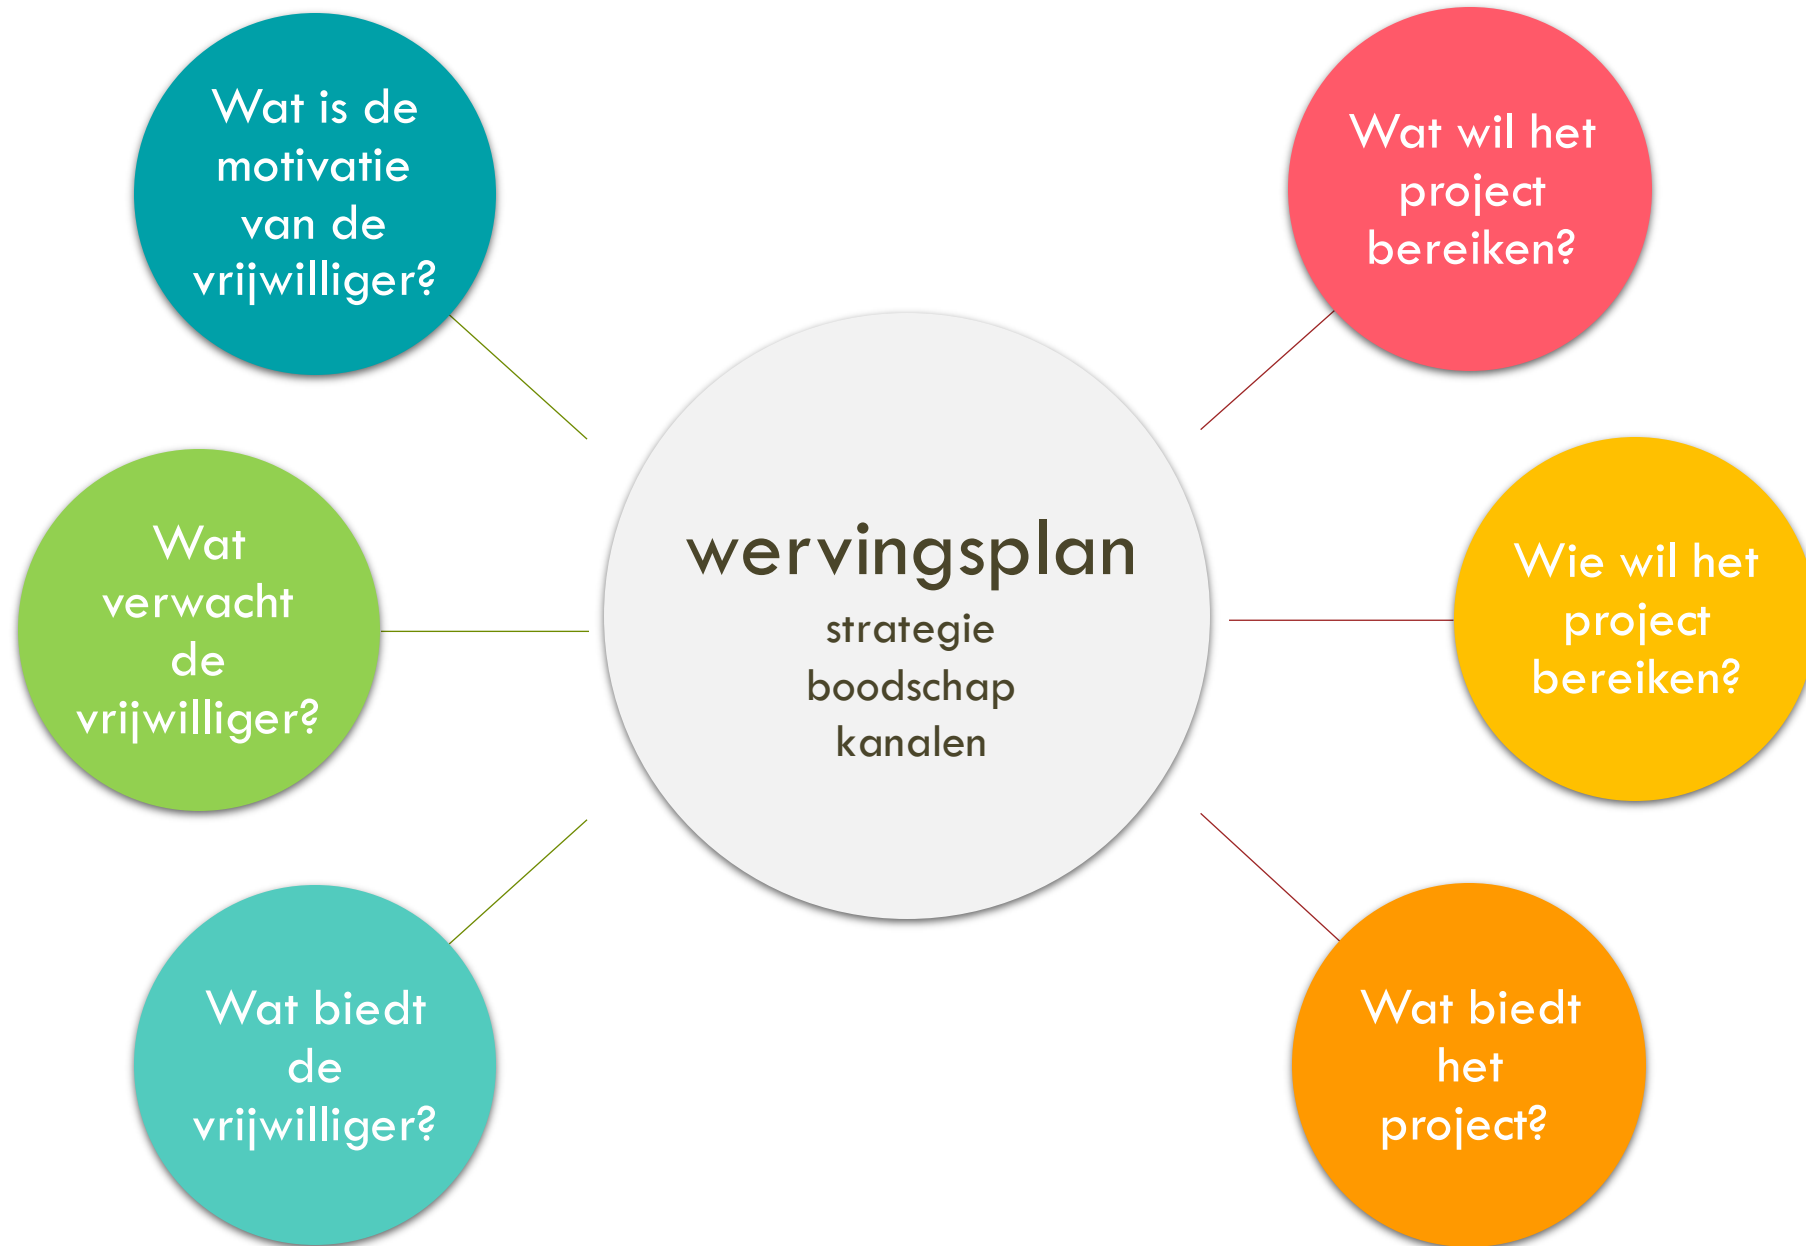 Wat is de
motivatie
van de
vrijwilliger?
Wat wil het
project
bereiken?
Wat
verwacht
de
vrijwilliger?
wervingsplan
strategie
boodschap
kanalen
Wie wil het
project
bereiken?
Wat biedt
de
vrijwilliger?
Wat biedt
het
project?